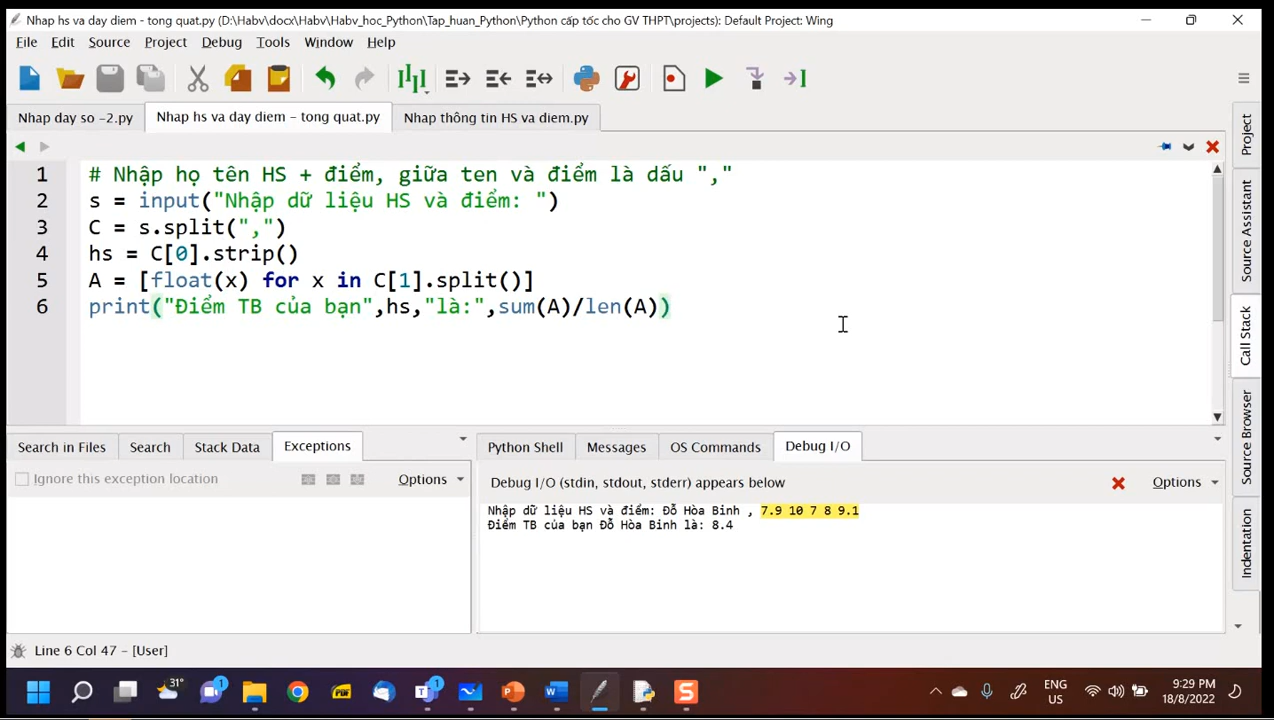 Nhap hs va day diem - tong quat.py (D:\Habv\docx\Habv\Habv_hoc_Python\Tap_huan_Python\Python cấp tốc cho GV THPT\projects): Default Project: Wing
File Edit Source Project Debug Tools Window Help
Nhap day so -2.py Nhap hs va day diem - tong quat.py Nhap thông tin HS va diem.py
1 # Nhập họ tên HS + điểm, giữa ten và điểm là dấu ","
2 s = input("Nhập dữ liệu HS và điểm: ")
3 C = s.split(",")
4 hs = C[0].strip()
5 A = [float(x) for x in C[1].split()]
6 print("Điểm TB của bạn",hs,"là:",sum(A)/len(A))
Project
Source Assistant
Call Stack
Source Browser
Indentation
Search in Files Search Stack Data Exceptions
Ignore this exception location Options
Python Shell Messages OS Commands Debug I/O
Debug I/O (stdin, stdout, stderr) appears below Options
Nhập dữ liệu HS và điểm: Đỗ Hòa Binh , 7.9 10 7 8 9.1
Điểm TB của bạn Đỗ Hòa Binh là: 8.4
Line 6 Col 47 - [User]
31°
1
PDF
1
ENG
US
9:29 PM
18/8/2022